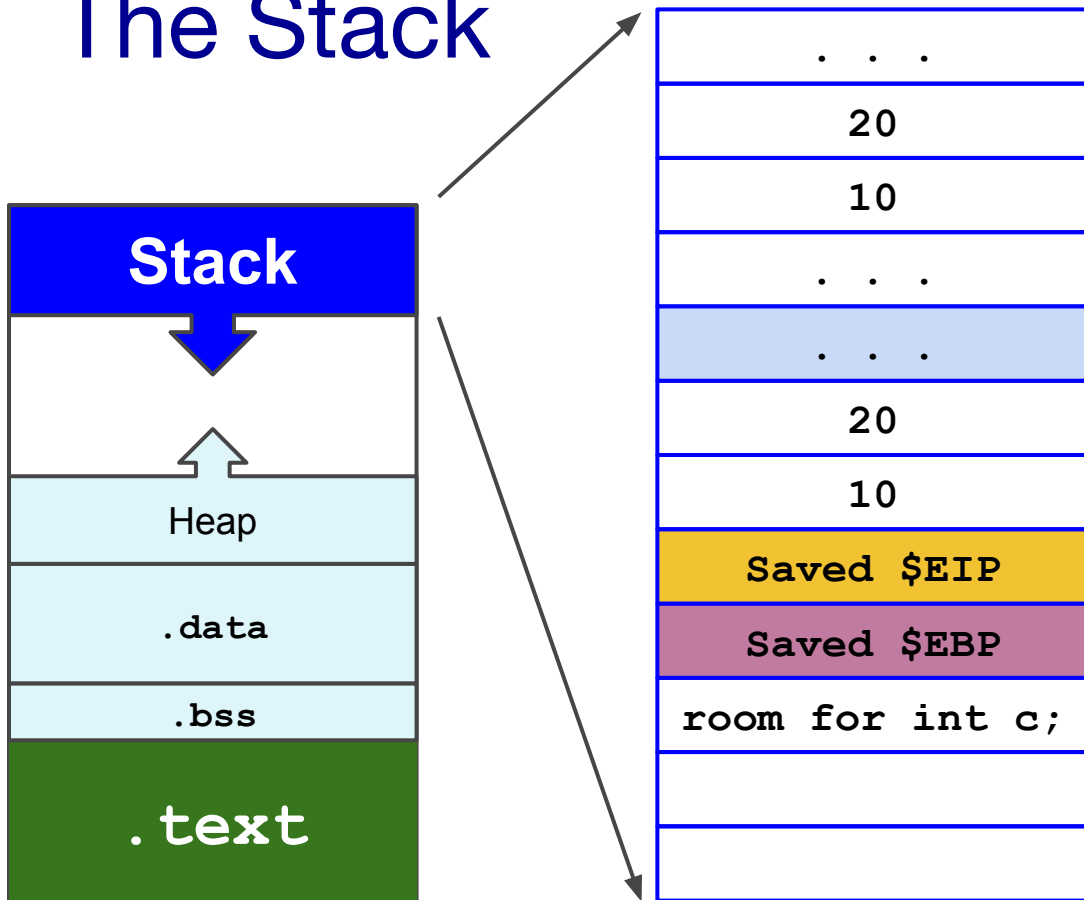 The Stack
Stack
Heap
.data
.bss
.text
. . .
20
10
. . .
. . .
20
10
Saved $EIP
Saved $EBP
room for int c;